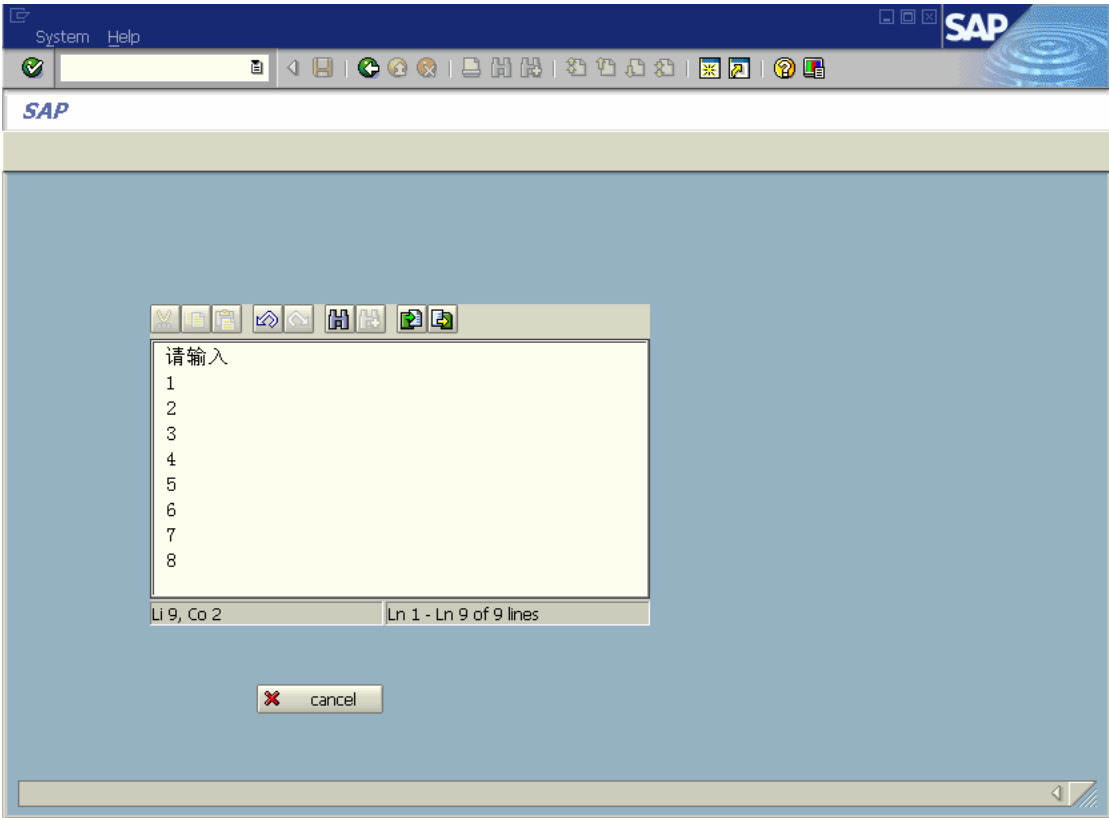 System Help
SAP
SAP
请输入
1
2
3
4
5
6
7
8
Li 9, Co 2 Ln 1 - Ln 9 of 9 lines
cancel